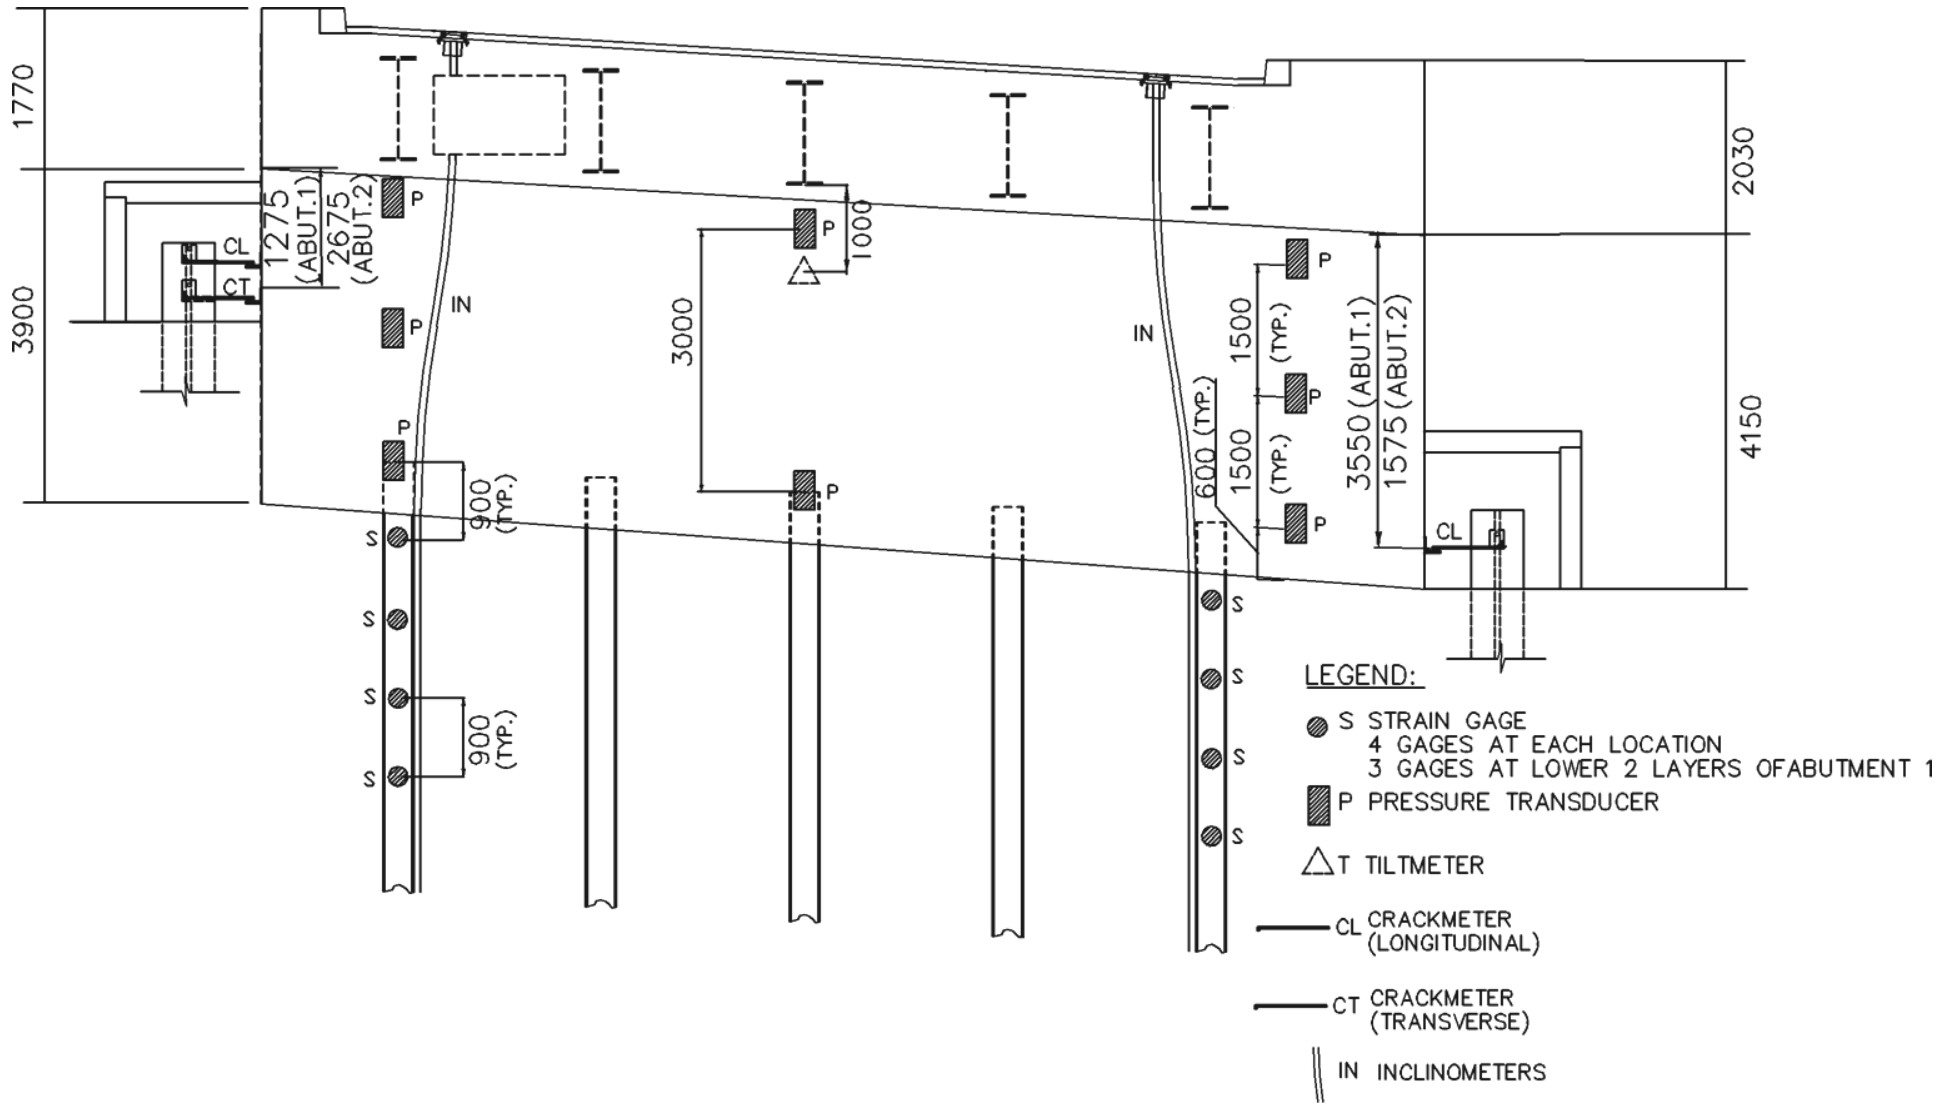 1770
3900
1275
(ABUT.1)
2675
(ABUT.2)
CL
CT
P
P
P
IN
900
(TYP.)
S
S
S
S
900
(TYP.)
3000
P
1000
P
IN
600 (TYP.)
1500
(TYP.)
1500
(TYP.)
P
P
P
3550 (ABUT.1)
1575 (ABUT.2)
CL
2030
4150
S
S
S
S
LEGEND:
S STRAIN GAGE
4 GAGES AT EACH LOCATION
3 GAGES AT LOWER 2 LAYERS OFABUTMENT 1
P PRESSURE TRANSDUCER
T TILTMETER
CL CRACKMETER
(LONGITUDINAL)
CT CRACKMETER
(TRANSVERSE)
IN INCLINOMETERS